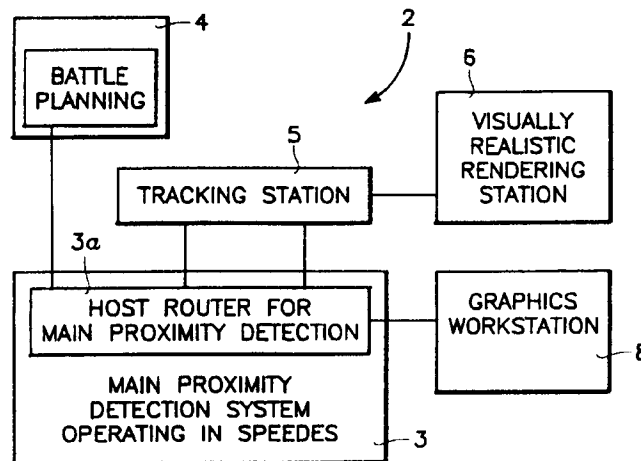 4
BATTLE
PLANNING
2
6
VISUALLY
REALISTIC
RENDERING
STATION
5
TRACKING STATION
3a
HOST ROUTER FOR
MAIN PROXIMITY DETECTION
GRAPHICS
WORKSTATION
8
MAIN PROXIMITY
DETECTION SYSTEM
OPERATING IN SPEEDES
3